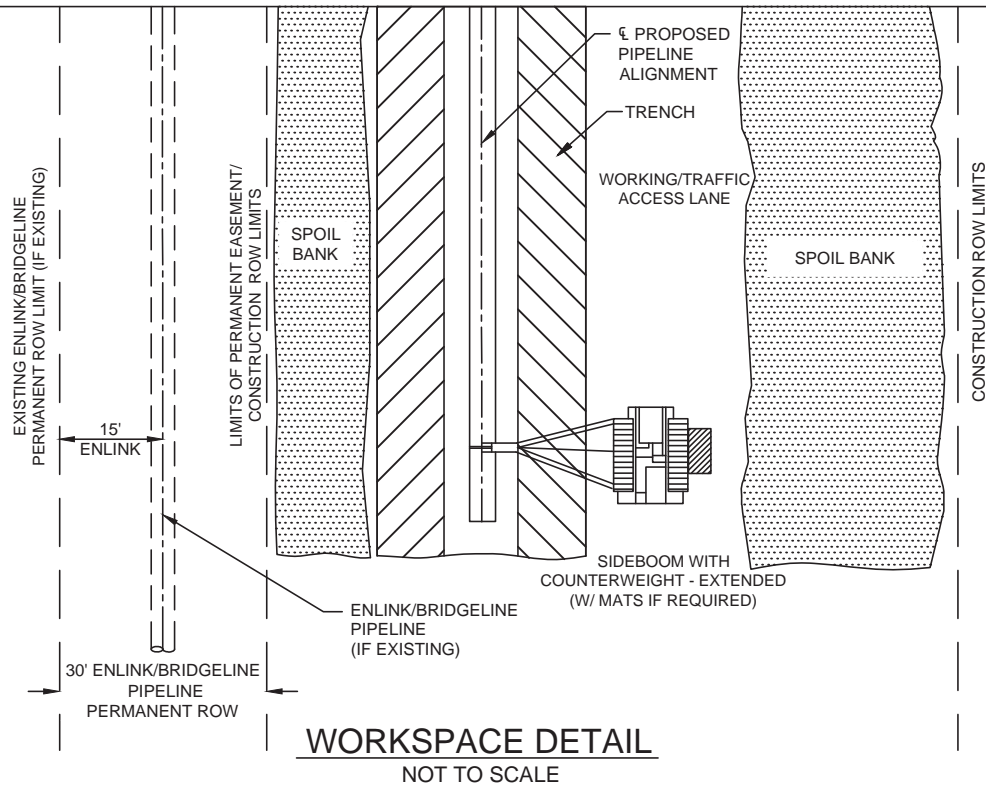 ℄ PROPOSED
PIPELINE
ALIGNMENT
TRENCH
WORKING/TRAFFIC
ACCESS LANE
EXISTING ENLINK/BRIDGELINE
PERMANENT ROW LIMIT (IF EXISTING)
LIMITS OF PERMANENT EASEMENT/
CONSTRUCTION ROW LIMITS
SPOIL
BANK
SPOIL BANK
CONSTRUCTION ROW LIMITS
15'
ENLINK
SIDEBOOM WITH
COUNTERWEIGHT - EXTENDED
(W/ MATS IF REQUIRED)
ENLINK/BRIDGELINE
PIPELINE
(IF EXISTING)
30' ENLINK/BRIDGELINE
PIPELINE
PERMANENT ROW
WORKSPACE DETAIL
NOT TO SCALE